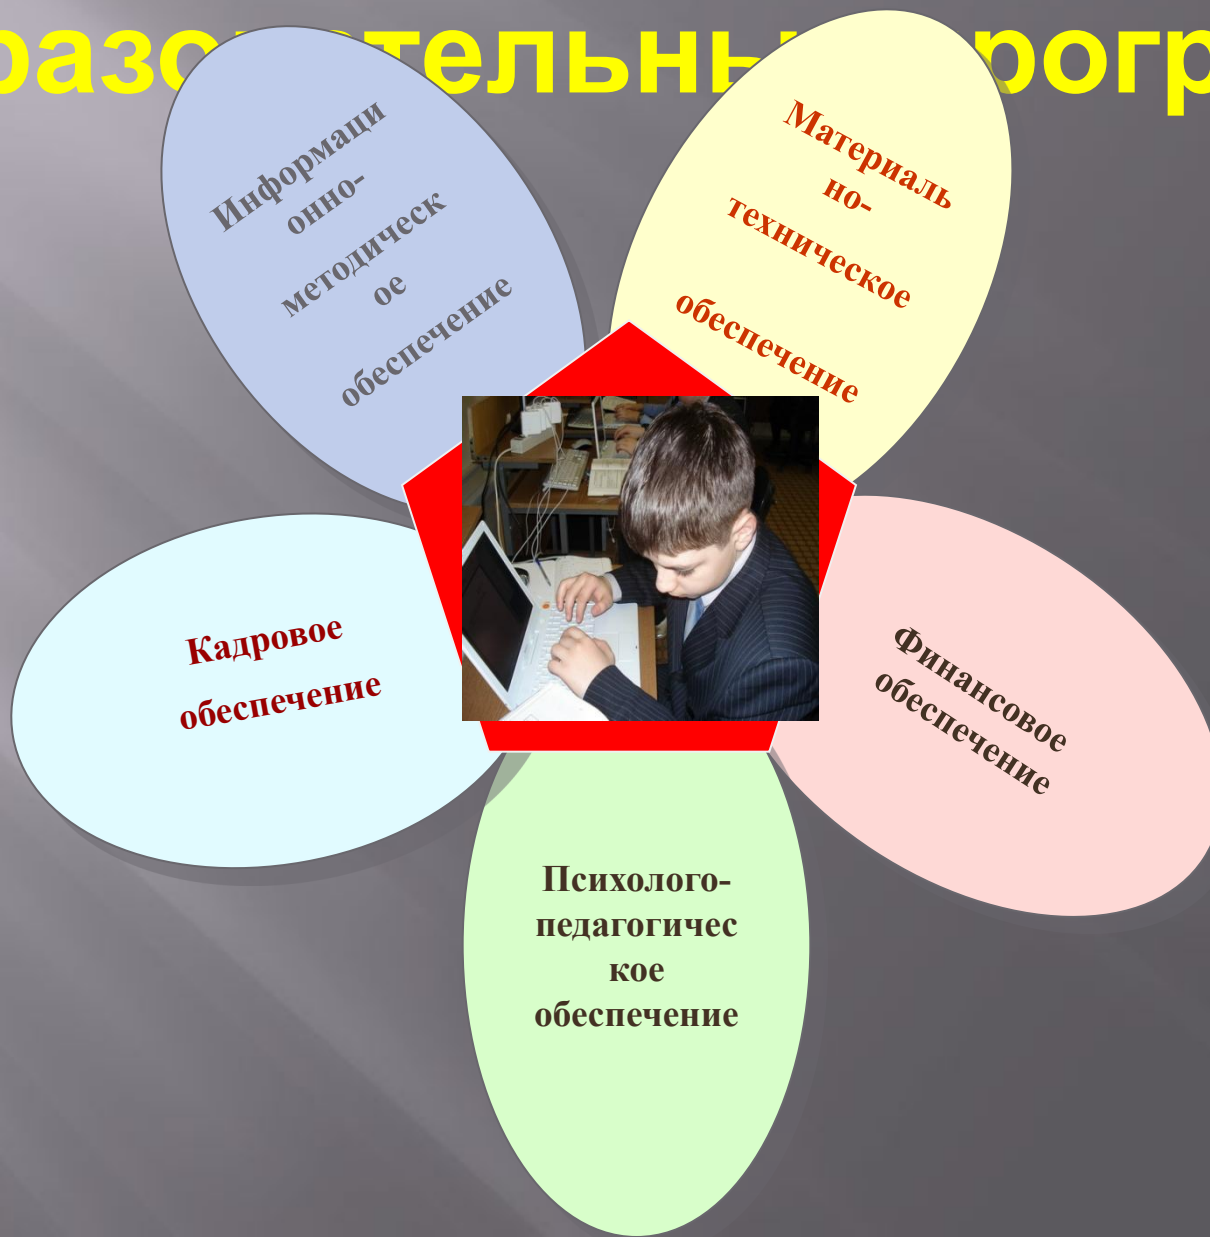 разо тельны рогр
Информаци
онно-
методическ
ое
обеспечение
Материаль
но-
техническое
обеспечение
Кадровое
обеспечение
Финансовое
обеспечение
Психолого-
педагогичес
кое
обеспечение